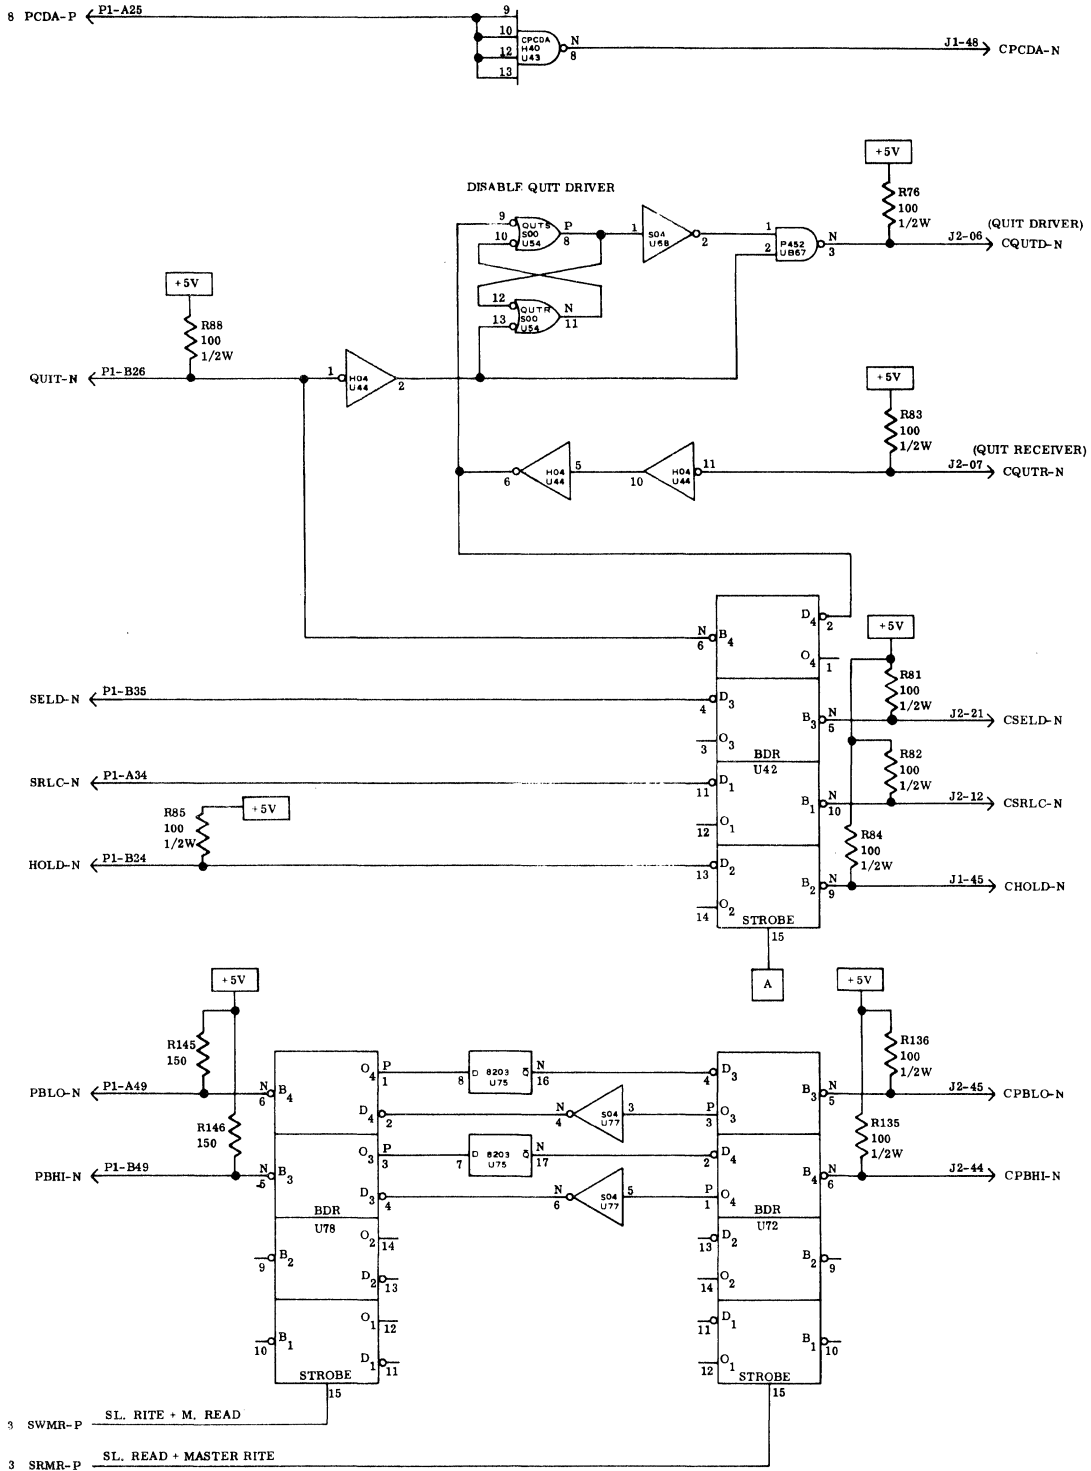 8 PCDA-P P1-A25 9
10 CPCDA N
12 H40 8 J1-48 CPCDA-N
13 U43
+5V
DISABLE QUIT DRIVER
R76
100
1/2W
(QUIT DRIVER)
9 QUTS P
10 S00 8
U54
1 S04 2
U68
1 P452 N
2 UB67 3
J2-06 CQUTD-N
+5V
R88
100
1/2W
12 QUTR N
13 S00 11
U54
QUIT-N P1-B26
1 H04 2
U44
+5V
R83
100
1/2W
(QUIT RECEIVER)
6 H04 5
U44
10 H04 11
U44
J2-07 CQUTR-N
D4 2
N B4
6
O4 1
+5V
R81
100
1/2W
SELD-N P1-B35
4 D3
B3 N
5
J2-21 CSELD-N
3 O3
BDR
U42
R82
100
1/2W
SRLC-N P1-A34
11 D1
B1 N
10
J2-12 CSRLC-N
12 O1
R85
100
1/2W
+5V
R84
100
1/2W
HOLD-N P1-B24
13 D2
B2 N
9
J1-45 CHOLD-N
14 O2
STROBE
15
A
+5V
+5V
R145
150
R136
100
1/2W
PBLO-N P1-A49
N B4
6
O4 P
1
8 D 8203 Q̄ N
U75 16
4 D3
B3 N
5
J2-45 CPBLO-N
D4 2
N
4 S04 3
U77
P O3
3
R146
150
R135
100
1/2W
PBHI-N P1-B49
N B3
5
O3 P
3
7 D 8203 Q̄ N
U75 17
2 D4
B4 N
6
J2-44 CPBHI-N
D3 4
N
6 S04 5
U77
P O4
1
BDR
U78
BDR
U72
O2 14
9 B2
D2 13
13 D2
B2 9
14 O2
O1 12
10 B1
D1 11
11 D1
B1 10
12 O1
STROBE
15
STROBE
15
3 SWMR-P SL. RITE + M. READ
3 SRMR-P SL. READ + MASTER RITE